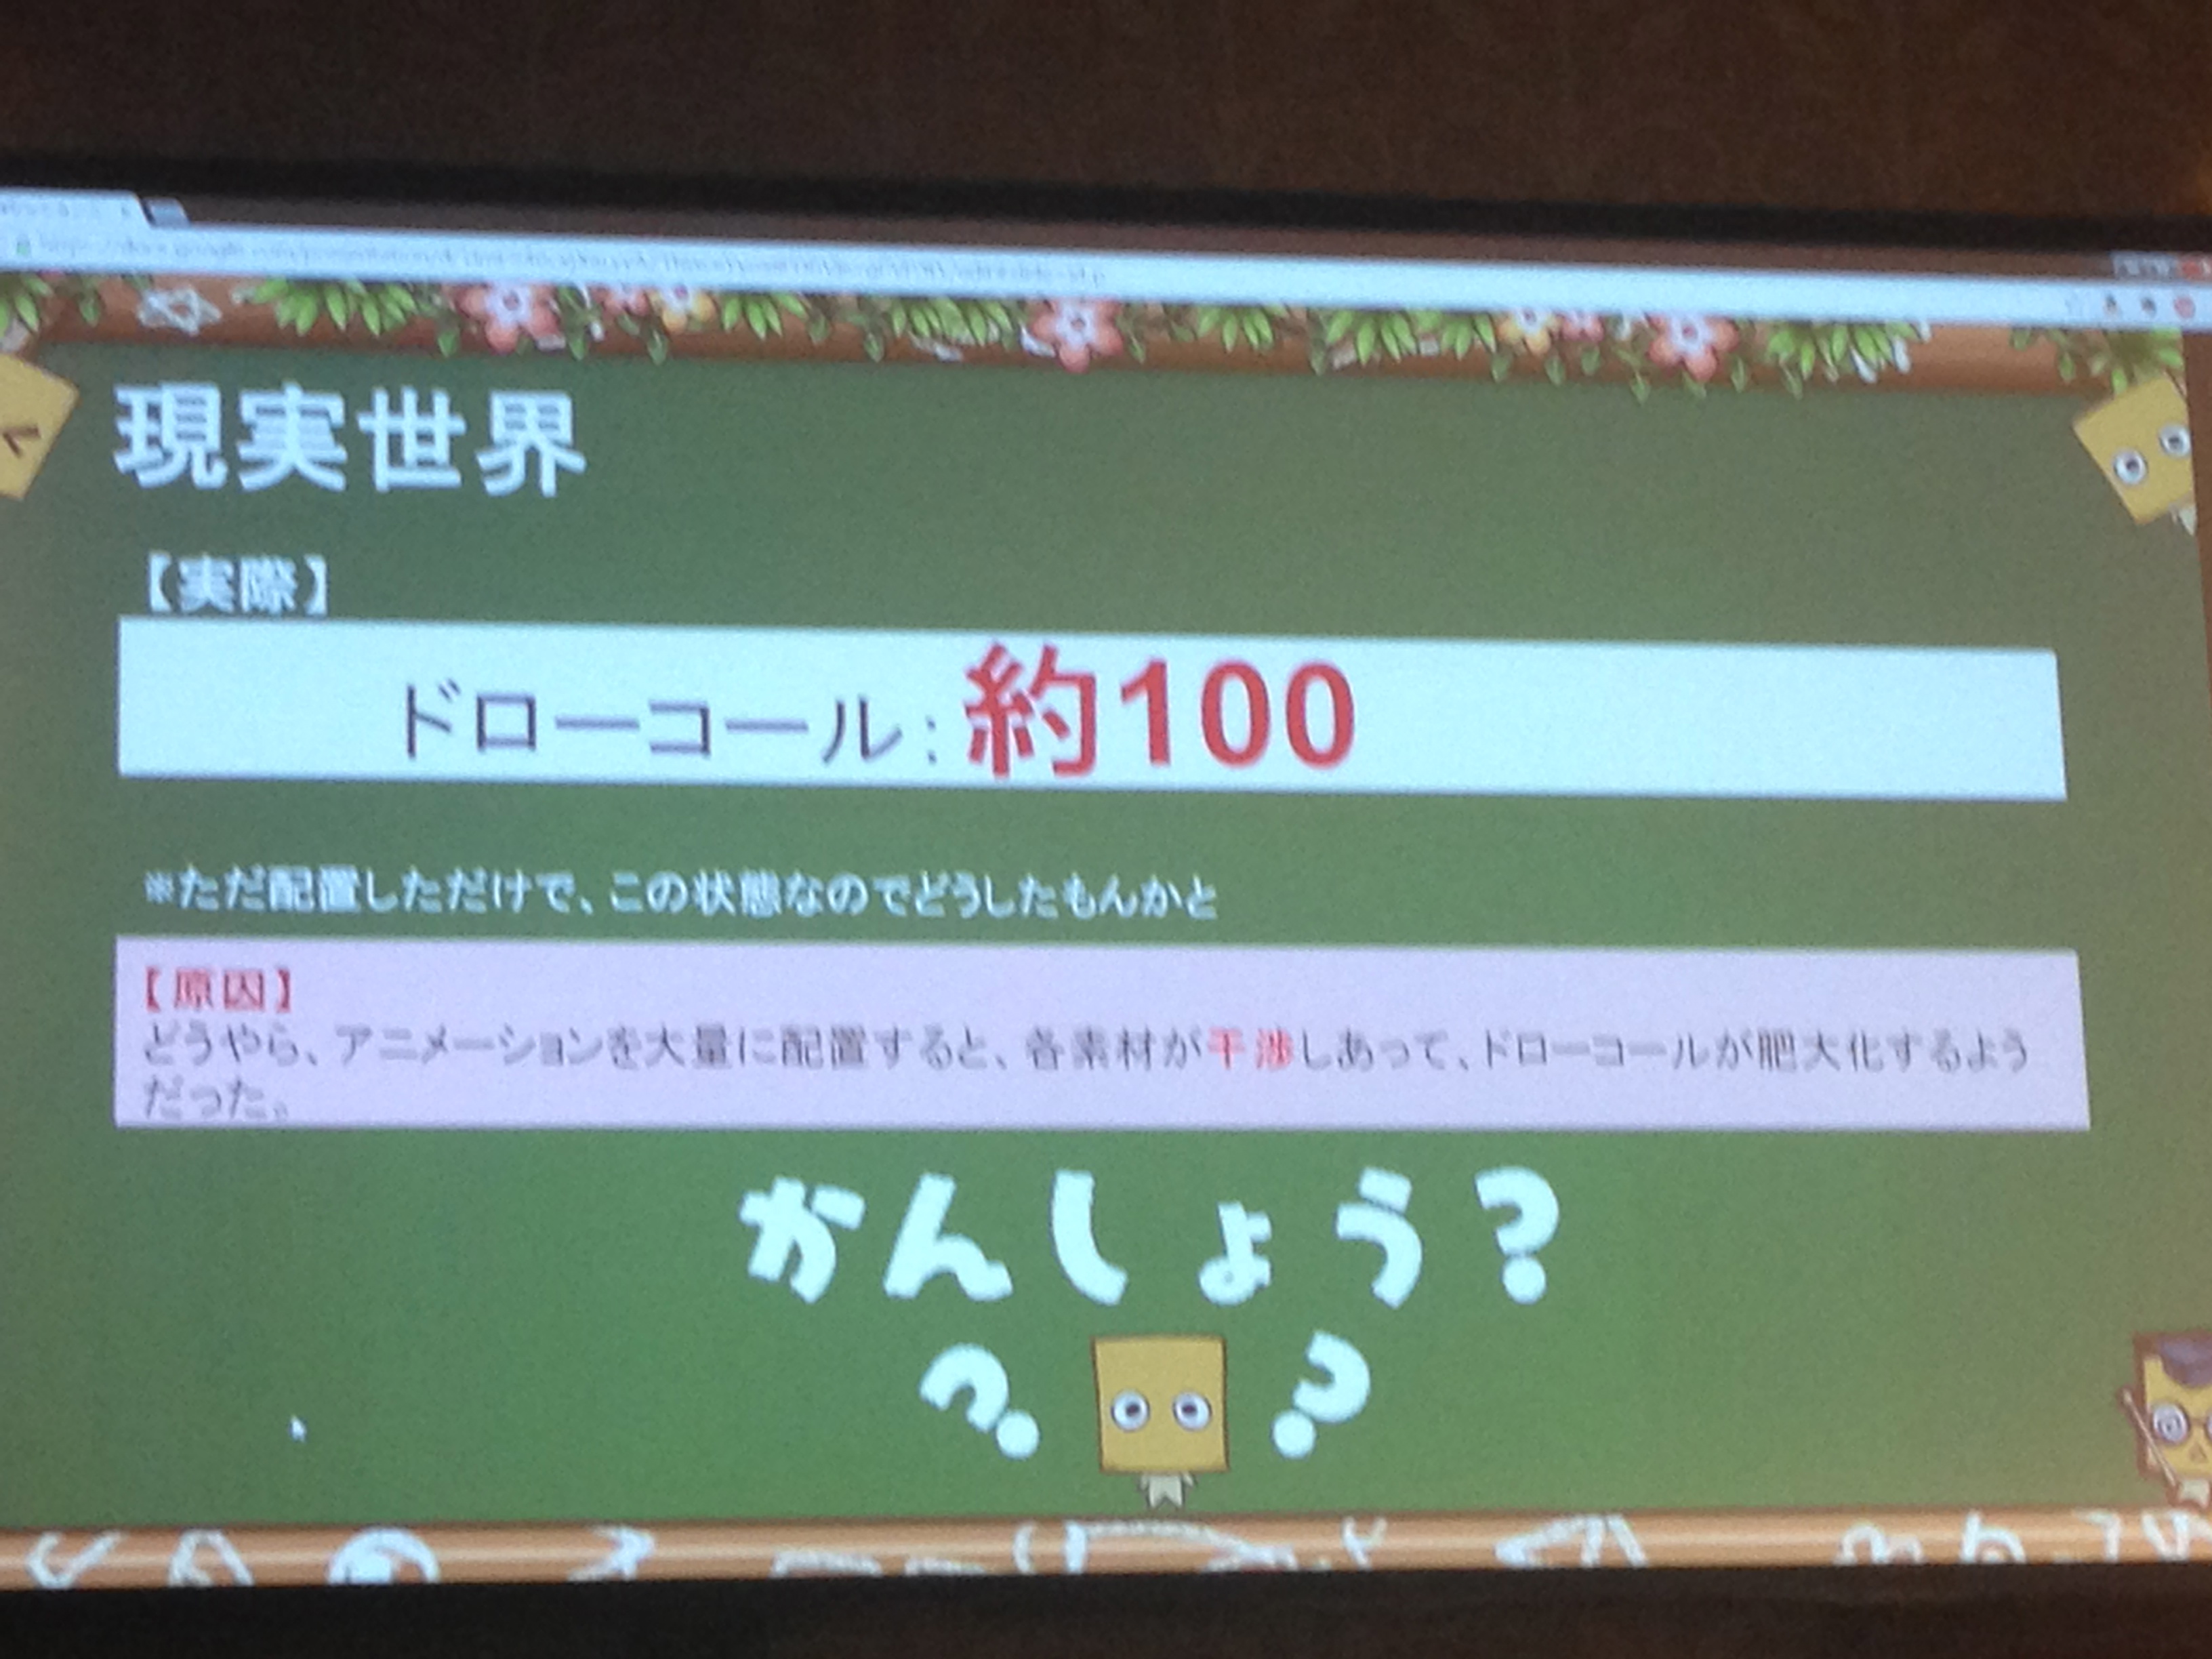 現実世界
【実際】
ドローコール：約100
※ただ配置しただけで、この状態なのでどうしたもんかと
【原因】
どうやら、アニメーションを大量に配置すると、各素材が干渉しあって、ドローコールが肥大化するよう
だった。
かんしょう?
? ?